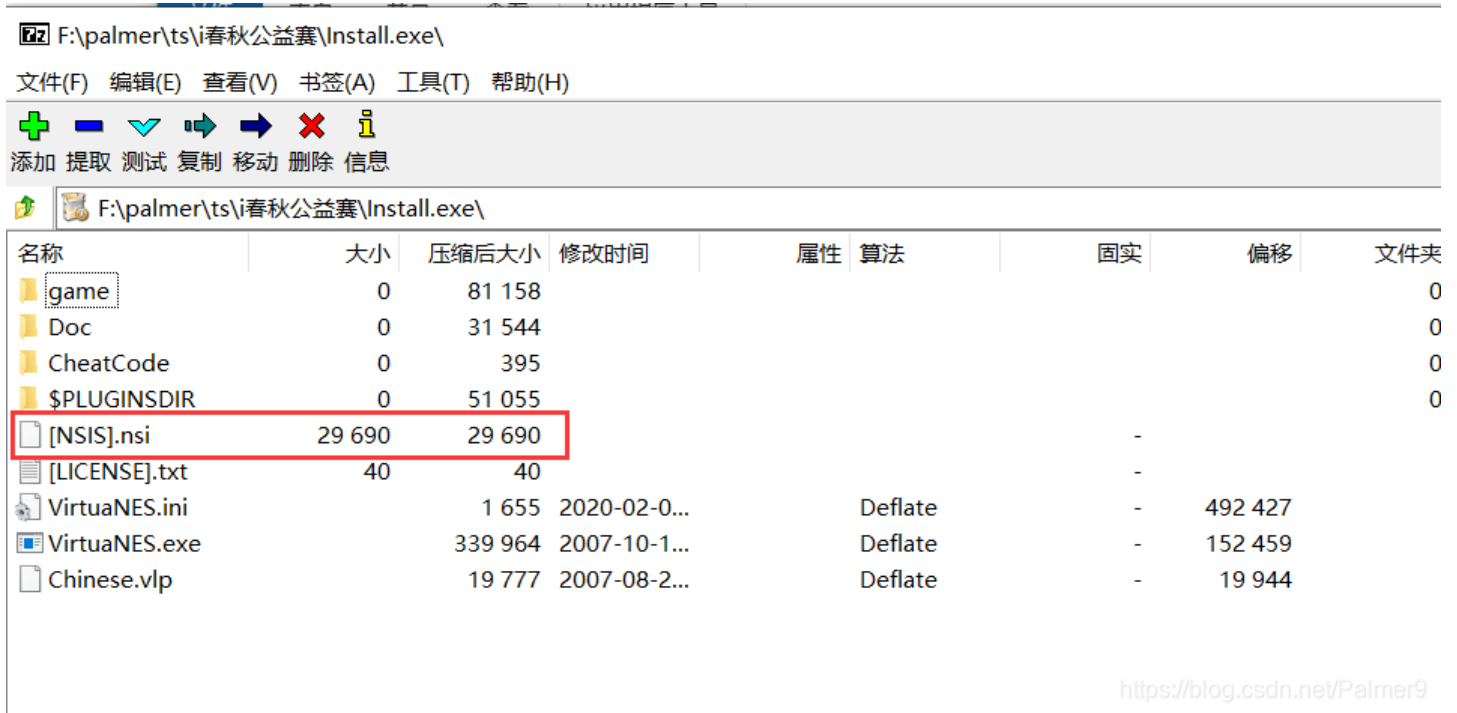 F:\palmer\ts\i春秋公益赛\Install.exe\
文件(F) 编辑(E) 查看(V) 书签(A) 工具(T) 帮助(H)
添加 提取 测试 复制 移动 删除 信息
F:\palmer\ts\i春秋公益赛\Install.exe\
名称 大小 压缩后大小 修改时间 属性 算法 固实 偏移 文件夹
game 0 81 158 0
Doc 0 31 544 0
CheatCode 0 395 0
$PLUGINSDIR 0 51 055 0
[NSIS].nsi 29 690 29 690 -
[LICENSE].txt 40 40 -
VirtuaNES.ini 1 655 2020-02-0... Deflate - 492 427
VirtuaNES.exe 339 964 2007-10-1... Deflate - 152 459
Chinese.vlp 19 777 2007-08-2... Deflate - 19 944
https://blog.csdn.net/Palmer9